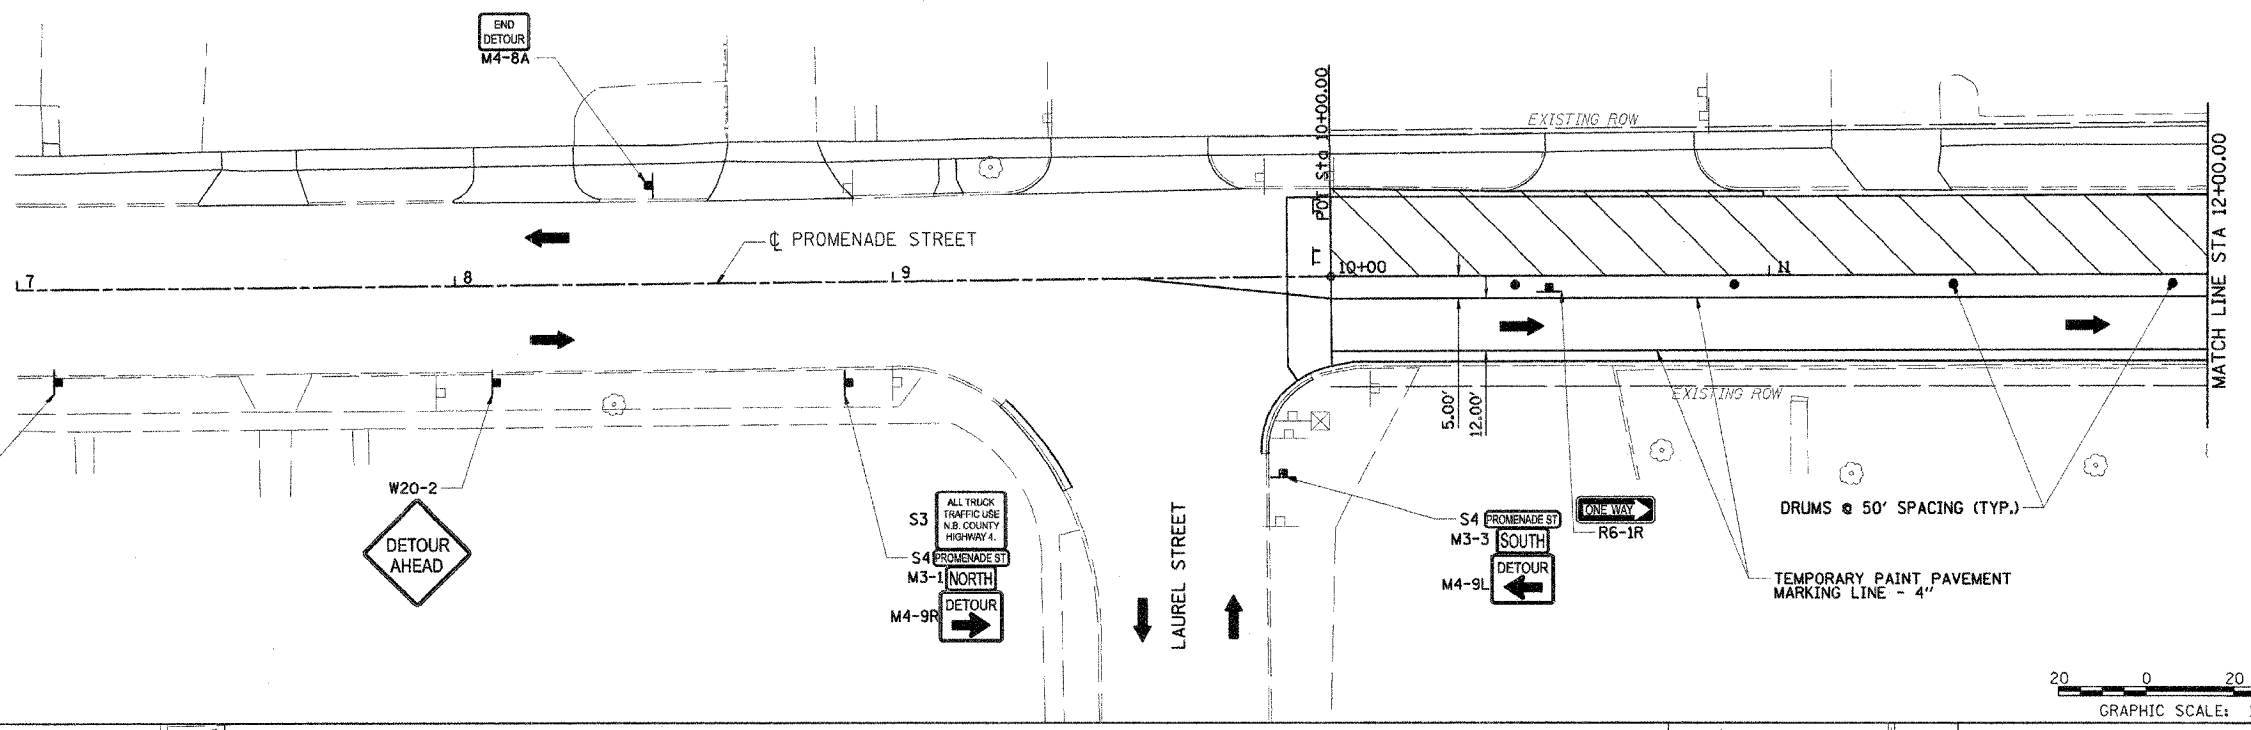 END
DETOUR
M4-8A
EXISTING ROW
POT Sta 10+00.00
MATCH LINE STA 12+00.00
℄ PROMENADE STREET
7
8
9
10+00
11
EXISTING ROW
5.00'
12.00'
W20-2
DETOUR
AHEAD
S3
ALL TRUCK
TRAFFIC USE
N.B. COUNTY
HIGHWAY 4.
S4 PROMENADE ST
M3-1 NORTH
M4-9R DETOUR
LAUREL STREET
S4 PROMENADE ST
M3-3 SOUTH
M4-9L DETOUR
ONE WAY
R6-1R
DRUMS @ 50' SPACING (TYP.)
TEMPORARY PAINT PAVEMENT
MARKING LINE - 4"
20 0 20
GRAPHIC SCALE: